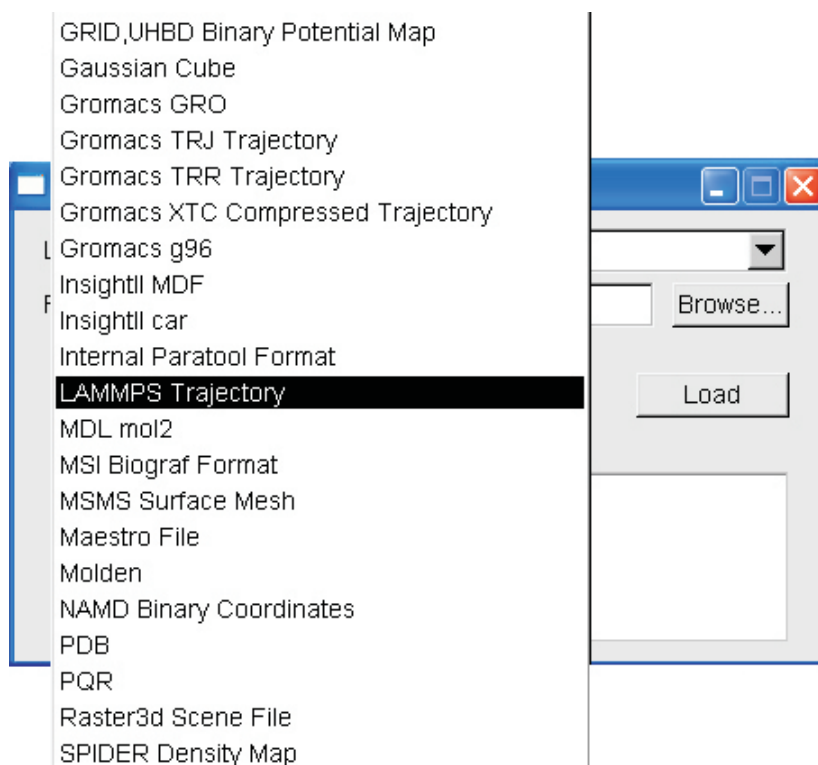 GRID,UHBD Binary Potential Map
Gaussian Cube
Gromacs GRO
Gromacs TRJ Trajectory
Gromacs TRR Trajectory
Gromacs XTC Compressed Trajectory
Gromacs g96
InsightII MDF
Browse...
InsightII car
Internal Paratool Format
LAMMPS Trajectory
Load
MDL mol2
MSI Biograf Format
MSMS Surface Mesh
Maestro File
Molden
NAMD Binary Coordinates
PDB
PQR
Raster3d Scene File
SPIDER Density Map